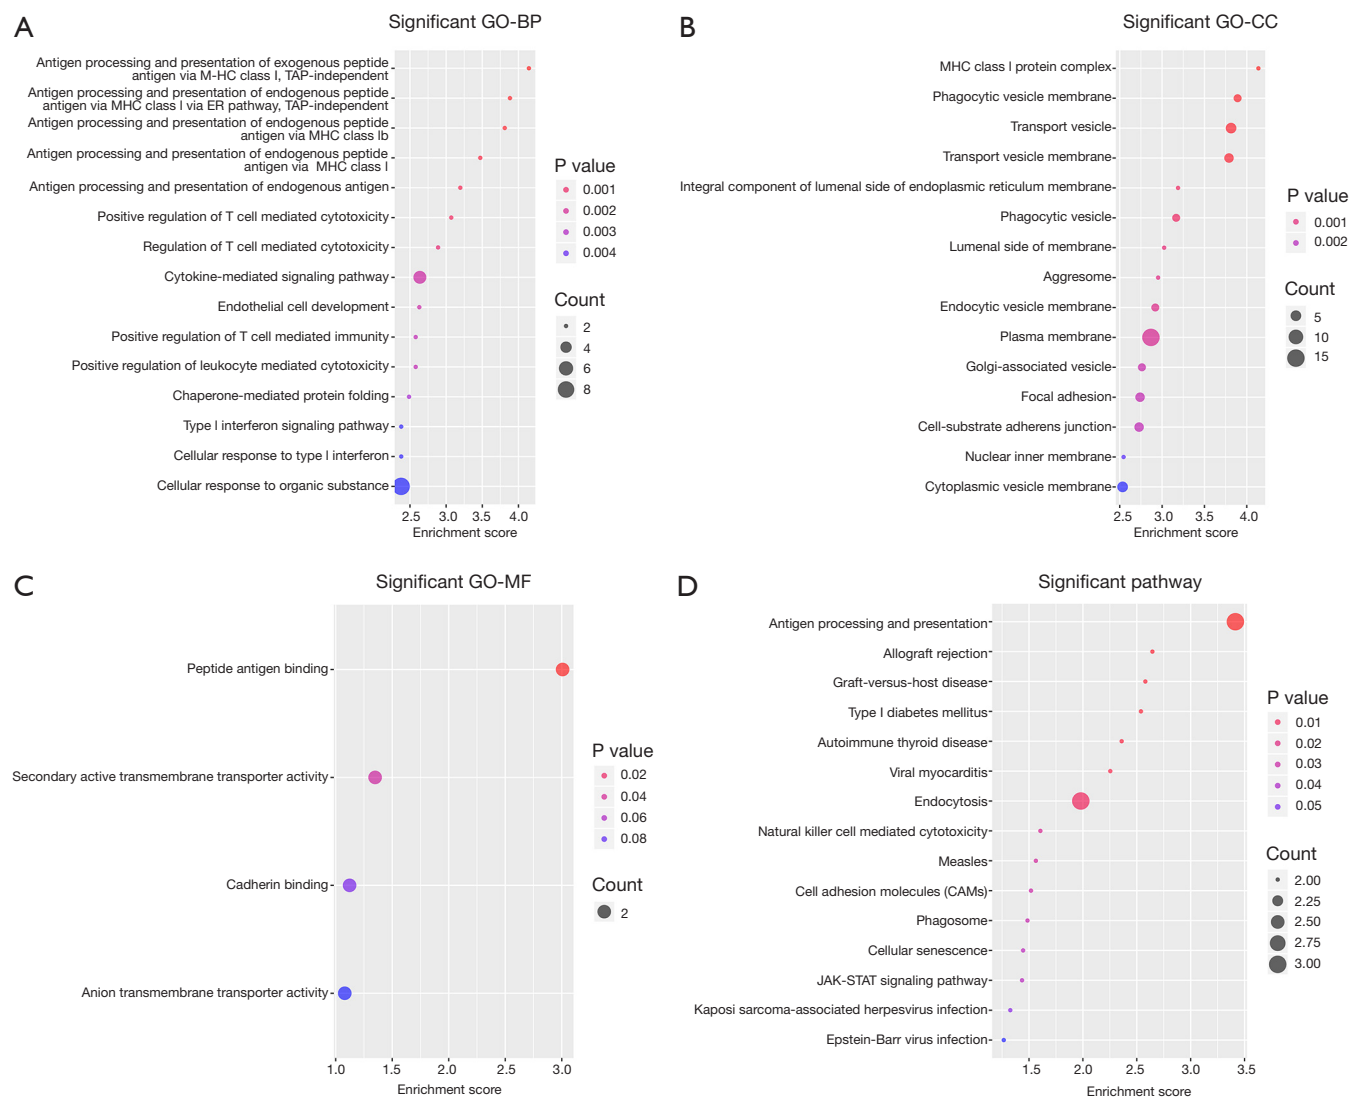 A
Significant GO-BP
Antigen processing and presentation of exogenous peptide
antigen via M-HC class I, TAP-independent
Antigen processing and presentation of endogenous peptide
antigen via MHC class I via ER pathway, TAP-independent
Antigen processing and presentation of endogenous peptide
antigen via MHC class Ib
Antigen processing and presentation of endogenous peptide
antigen via MHC class I
Antigen processing and presentation of endogenous antigen
Positive regulation of T cell mediated cytotoxicity
Regulation of T cell mediated cytotoxicity
Cytokine-mediated signaling pathway
Endothelial cell development
Positive regulation of T cell mediated immunity
Positive regulation of leukocyte mediated cytotoxicity
Chaperone-mediated protein folding
Type I interferon signaling pathway
Cellular response to type I interferon
Cellular response to organic substance
2.5 3.0 3.5 4.0
Enrichment score
P value
0.001
0.002
0.003
0.004
Count
2
4
6
8
B
Significant GO-CC
MHC class I protein complex
Phagocytic vesicle membrane
Transport vesicle
Transport vesicle membrane
Integral component of lumenal side of endoplasmic reticulum membrane
Phagocytic vesicle
Lumenal side of membrane
Aggresome
Endocytic vesicle membrane
Plasma membrane
Golgi-associated vesicle
Focal adhesion
Cell-substrate adherens junction
Nuclear inner membrane
Cytoplasmic vesicle membrane
2.5 3.0 3.5 4.0
Enrichment score
P value
0.001
0.002
Count
5
10
15
C
Significant GO-MF
Peptide antigen binding
Secondary active transmembrane transporter activity
Cadherin binding
Anion transmembrane transporter activity
1.0 1.5 2.0 2.5 3.0
Enrichment score
P value
0.02
0.04
0.06
0.08
Count
2
D
Significant pathway
Antigen processing and presentation
Allograft rejection
Graft-versus-host disease
Type I diabetes mellitus
Autoimmune thyroid disease
Viral myocarditis
Endocytosis
Natural killer cell mediated cytotoxicity
Measles
Cell adhesion molecules (CAMs)
Phagosome
Cellular senescence
JAK-STAT signaling pathway
Kaposi sarcoma-associated herpesvirus infection
Epstein-Barr virus infection
1.5 2.0 2.5 3.0 3.5
Enrichment score
P value
0.01
0.02
0.03
0.04
0.05
Count
2.00
2.25
2.50
2.75
3.00